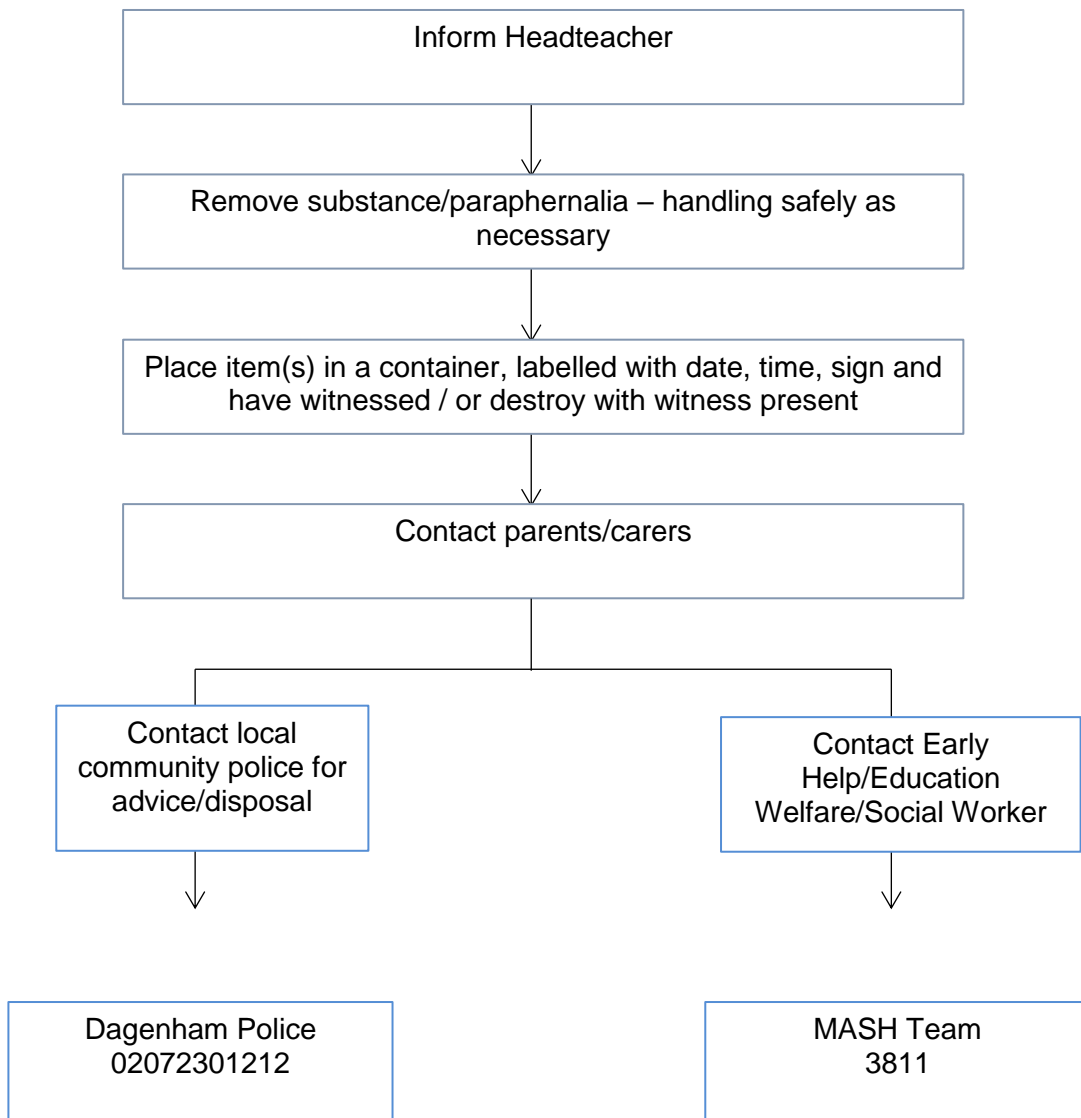 Inform Headteacher
Remove substance/paraphernalia – handling safely as
necessary
Place item(s) in a container, labelled with date, time, sign and
have witnessed / or destroy with witness present
Contact parents/carers
Contact local
community police for
advice/disposal
Contact Early
Help/Education
Welfare/Social Worker
Dagenham Police
02072301212
MASH Team
3811